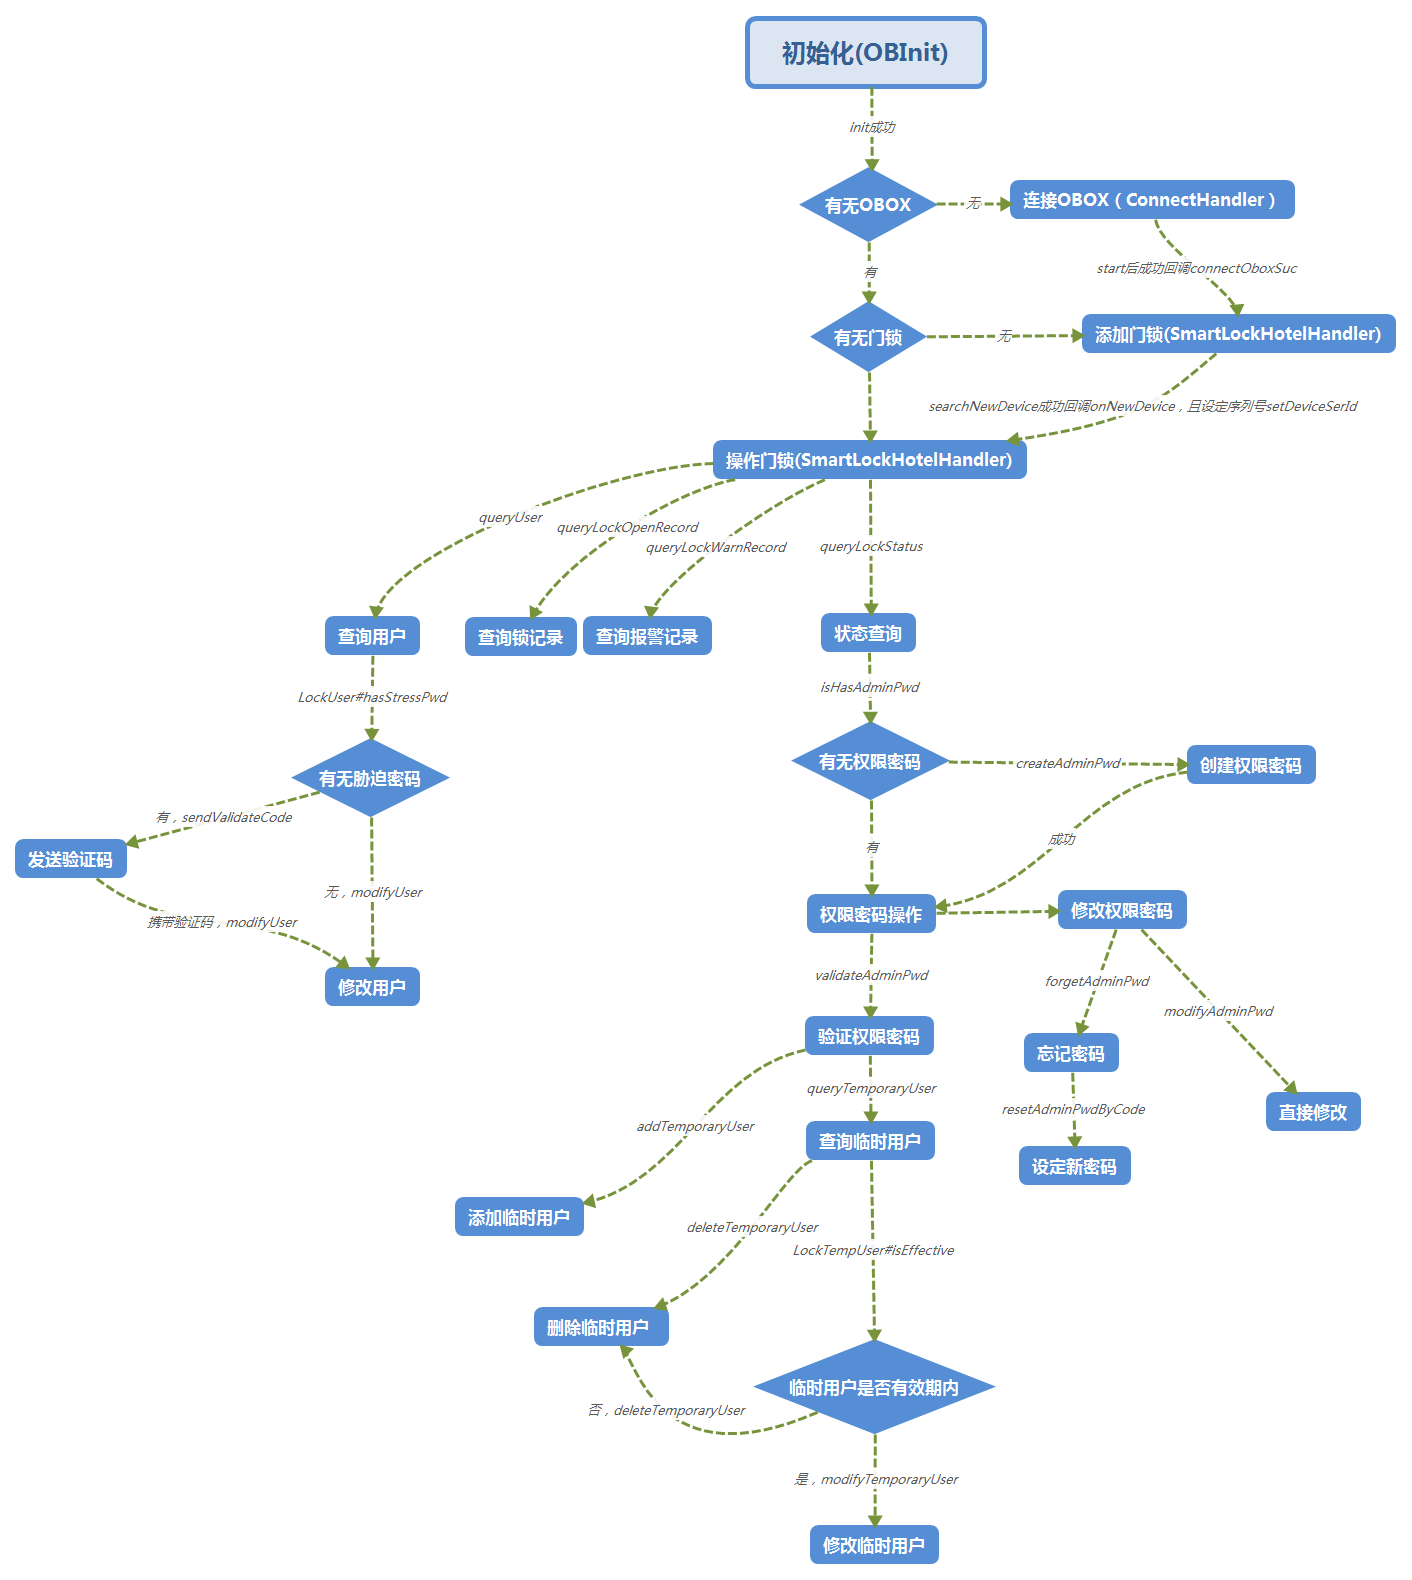 初始化(OBInit)
init成功
有无OBOX
无
连接OBOX（ConnectHandler）
有
start后成功回调connectOboxSuc
有无门锁
无
添加门锁(SmartLockHotelHandler)
searchNewDevice成功回调onNewDevice，且设定序列号setDeviceSerId
操作门锁(SmartLockHotelHandler)
queryUser
queryLockOpenRecord
queryLockWarnRecord
queryLockStatus
查询用户
查询锁记录
查询报警记录
状态查询
LockUser#hasStressPwd
isHasAdminPwd
有无胁迫密码
有无权限密码
createAdminPwd
创建权限密码
有，sendValidateCode
成功
发送验证码
有
无，modifyUser
携带验证码，modifyUser
权限密码操作
修改权限密码
修改用户
validateAdminPwd
forgetAdminPwd
modifyAdminPwd
验证权限密码
忘记密码
queryTemporaryUser
直接修改
addTemporaryUser
resetAdminPwdByCode
查询临时用户
设定新密码
添加临时用户
deleteTemporaryUser
LockTempUser#isEffective
删除临时用户
临时用户是否有效期内
否，deleteTemporaryUser
是，modifyTemporaryUser
修改临时用户